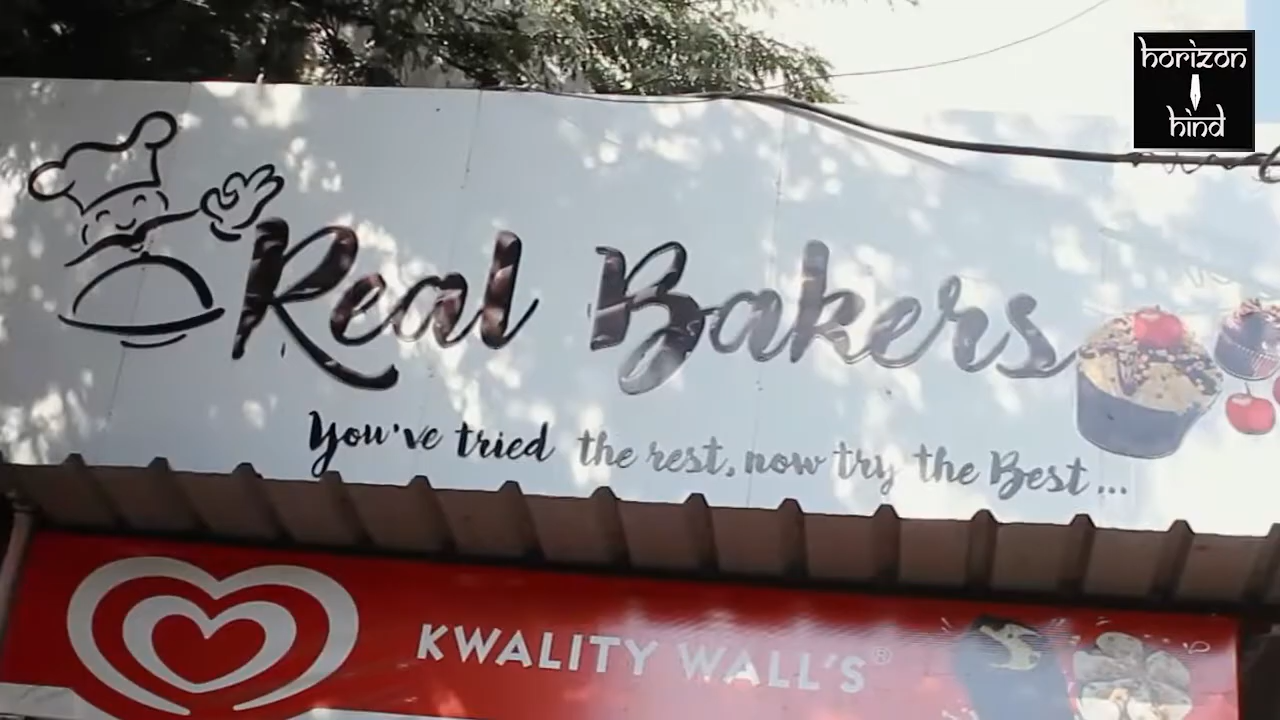 horizon
hind
Real Bakers
You've tried the rest, now try the Best...
KWALITY WALL'S®